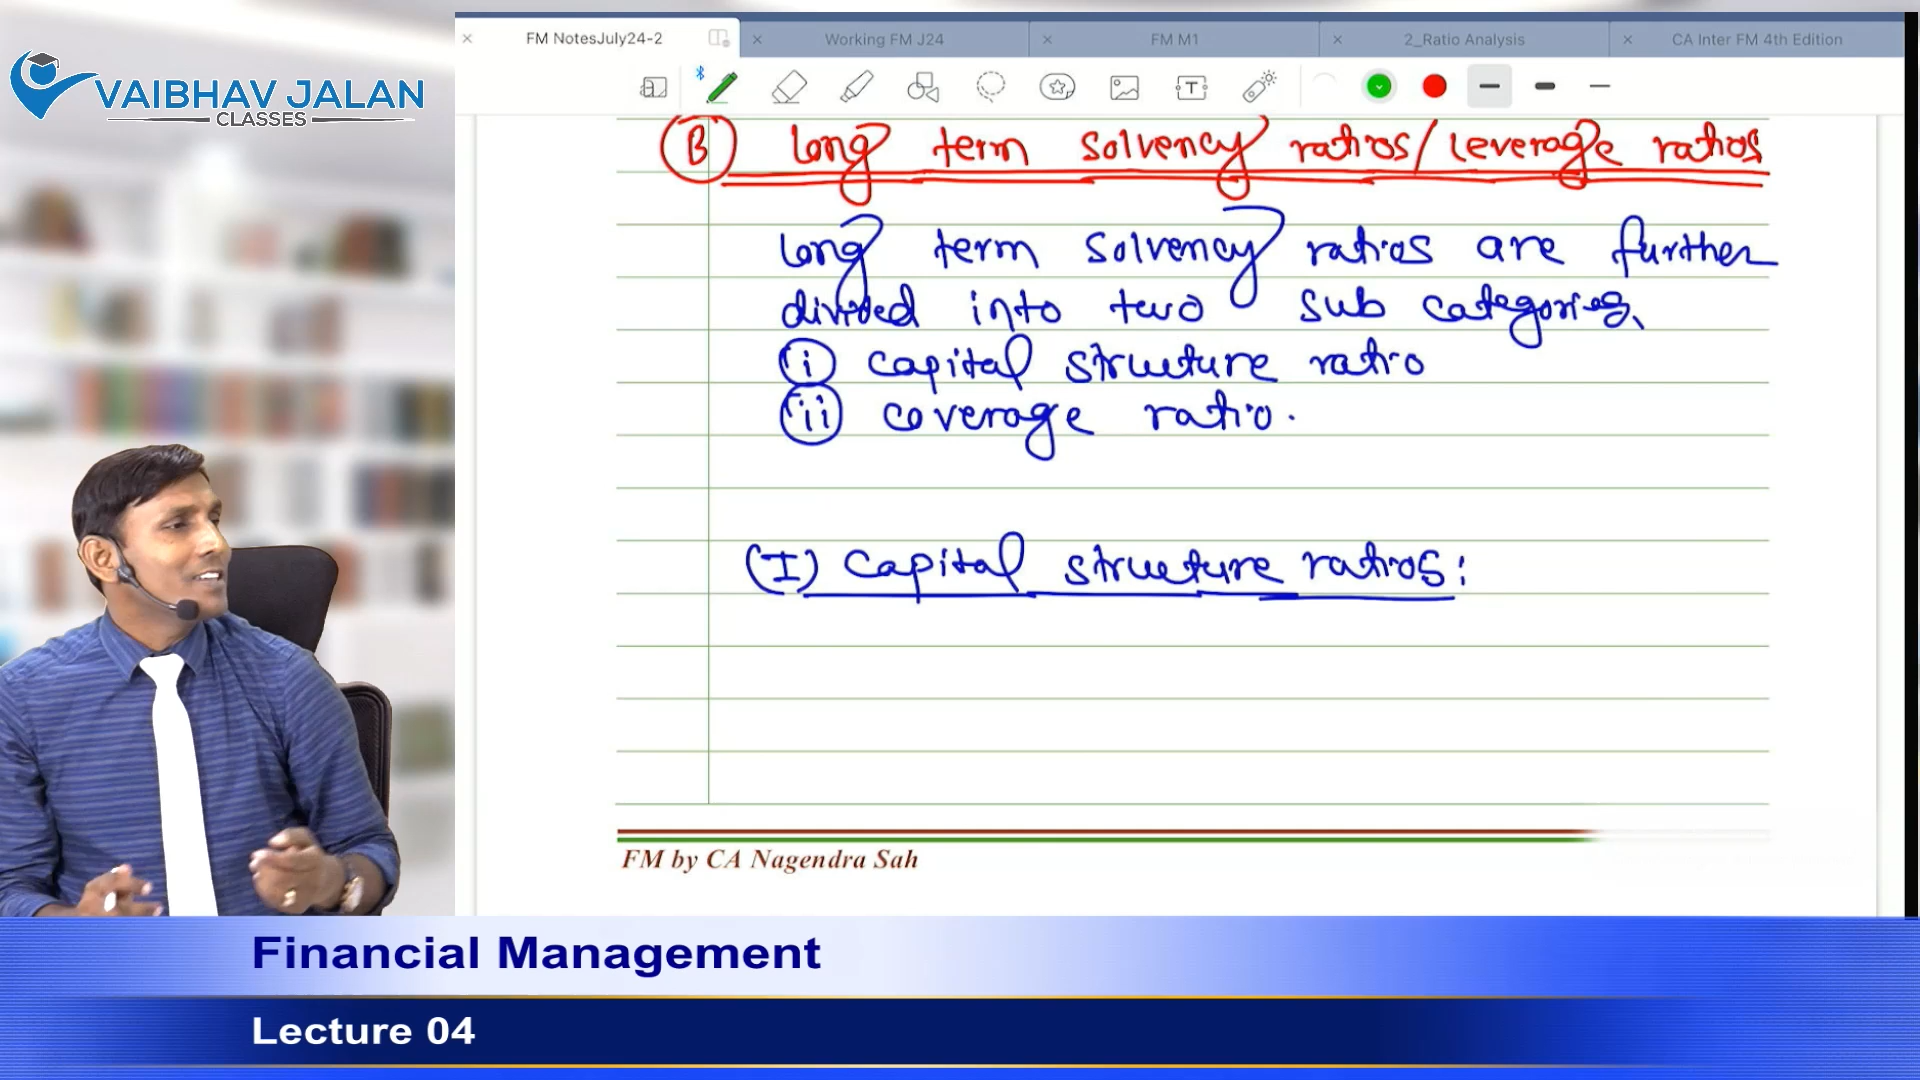 VAIBHAV JALAN
CLASSES
FM NotesJuly24-2
Working FM J24
FM M1
2_Ratio Analysis
CA Inter FM 4th Edition
B Long term solvency ratios/leverage ratios
Long term solvency ratios are further
divided into two sub categories,
(i) capital structure ratio
(ii) coverage ratio.
(I) Capital structure ratios:
FM by CA Nagendra Sah
Financial Management
Lecture 04